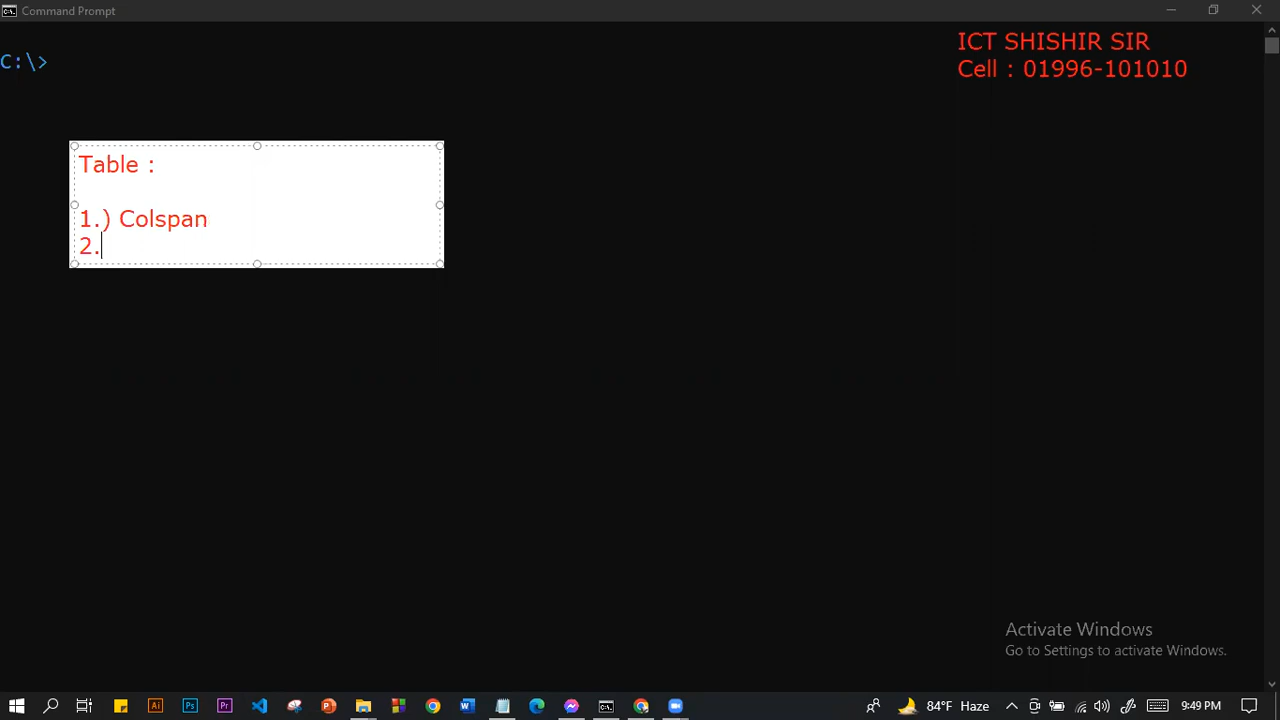 Command Prompt
ICT SHISHIR SIR
Cell : 01996-101010
C:\>
Table :
1.) Colspan
2.
Activate Windows
Go to Settings to activate Windows.
84°F Haze
9:49 PM